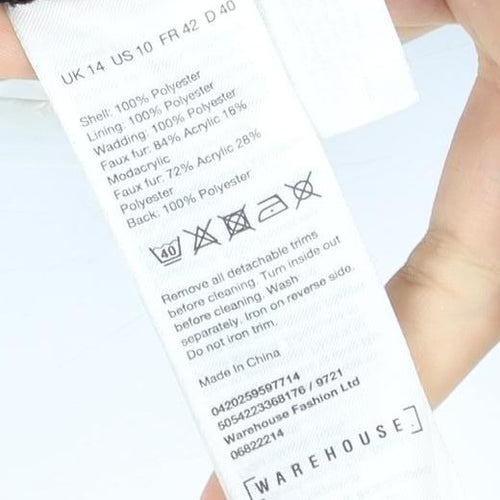 UK 14 US 10 FR 42 D 40
Shell: 100% Polyester
Lining: 100% Polyester
Wadding: 100% Polyester
Faux fur: 84% Acrylic 16%
Modacrylic
Faux fur: 72% Acrylic 28%
Polyester
Back: 100% Polyester
40
Remove all detachable trims
before cleaning. Turn inside out
before cleaning. Wash
separately. Iron on reverse side.
Do not iron trim.
Made in China
0420259597714
5054223368176 / 9721
Warehouse Fashion Ltd
06822214
WAREHOUSE